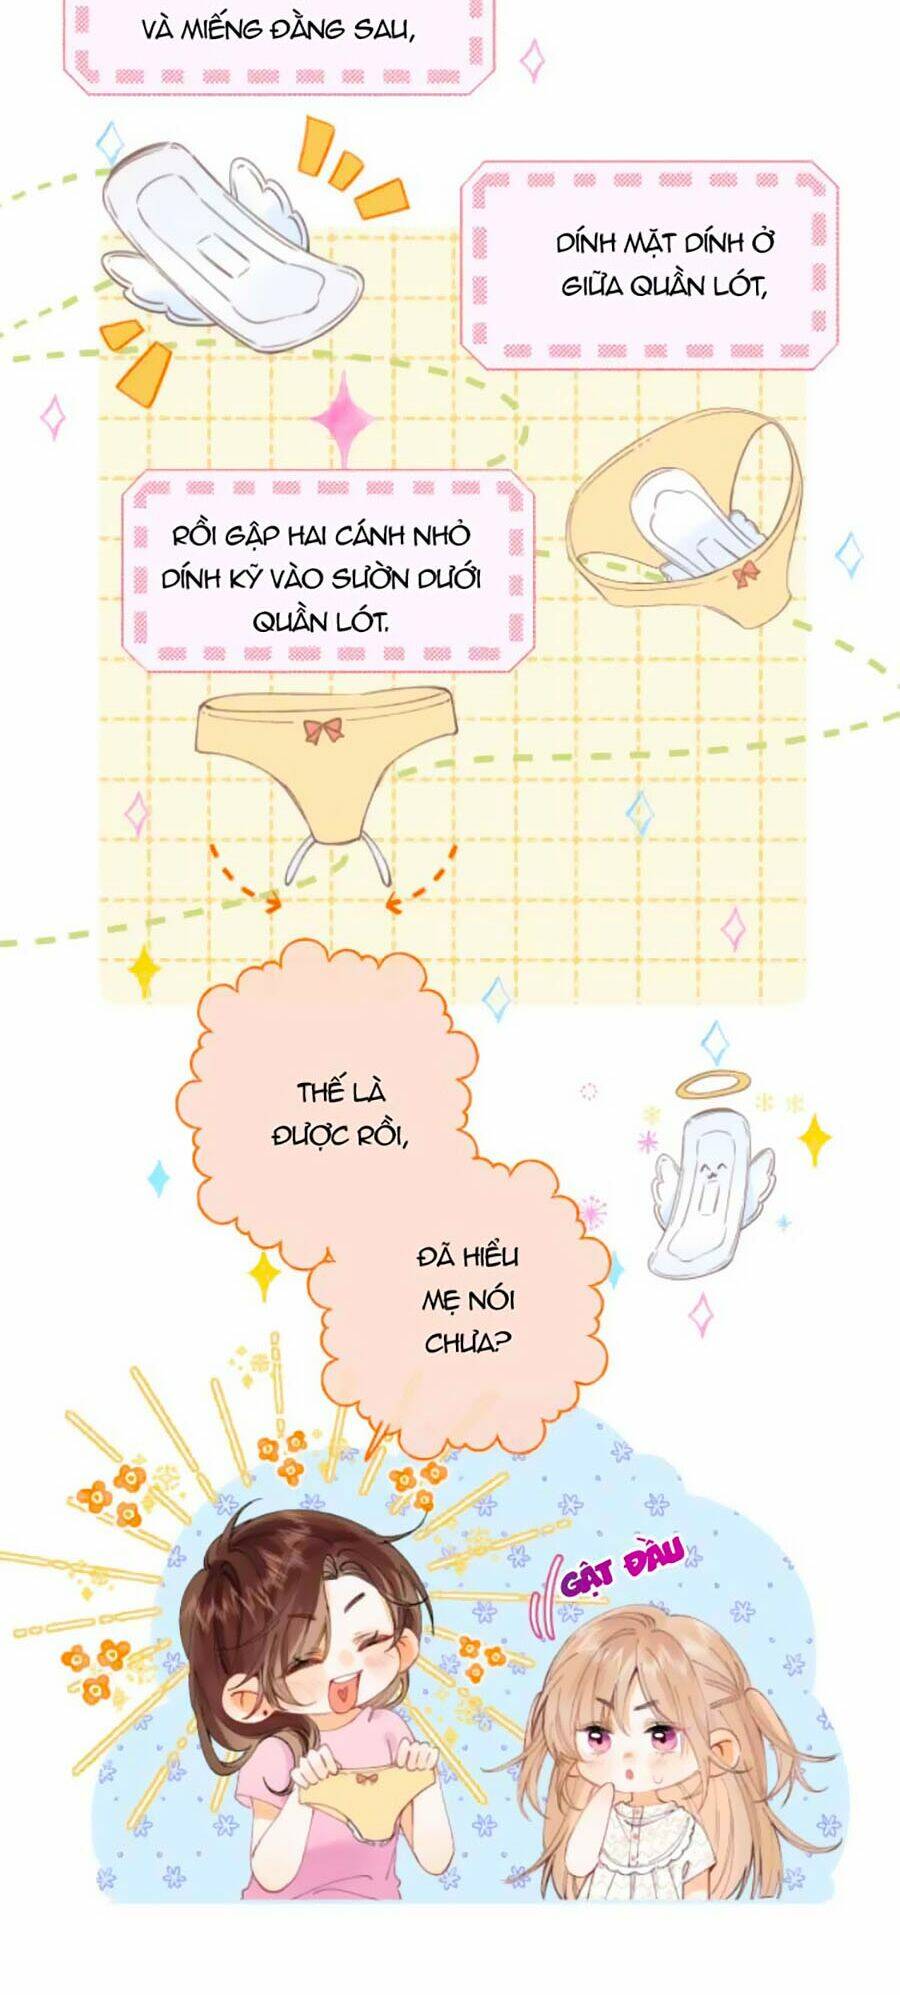 VÀ MIẾNG ĐẰNG SAU,
DÍNH MẶT DÍNH Ở
GIỮA QUẦN LÓT,
RỒI GẬP HAI CÁNH NHỎ
DÍNH KỸ VÀO SƯỜN DƯỚI
QUẦN LÓT.
THẾ LÀ
ĐƯỢC RỒI,
ĐÃ HIỂU
MẸ NÓI
CHƯA?
GẬT ĐẦU